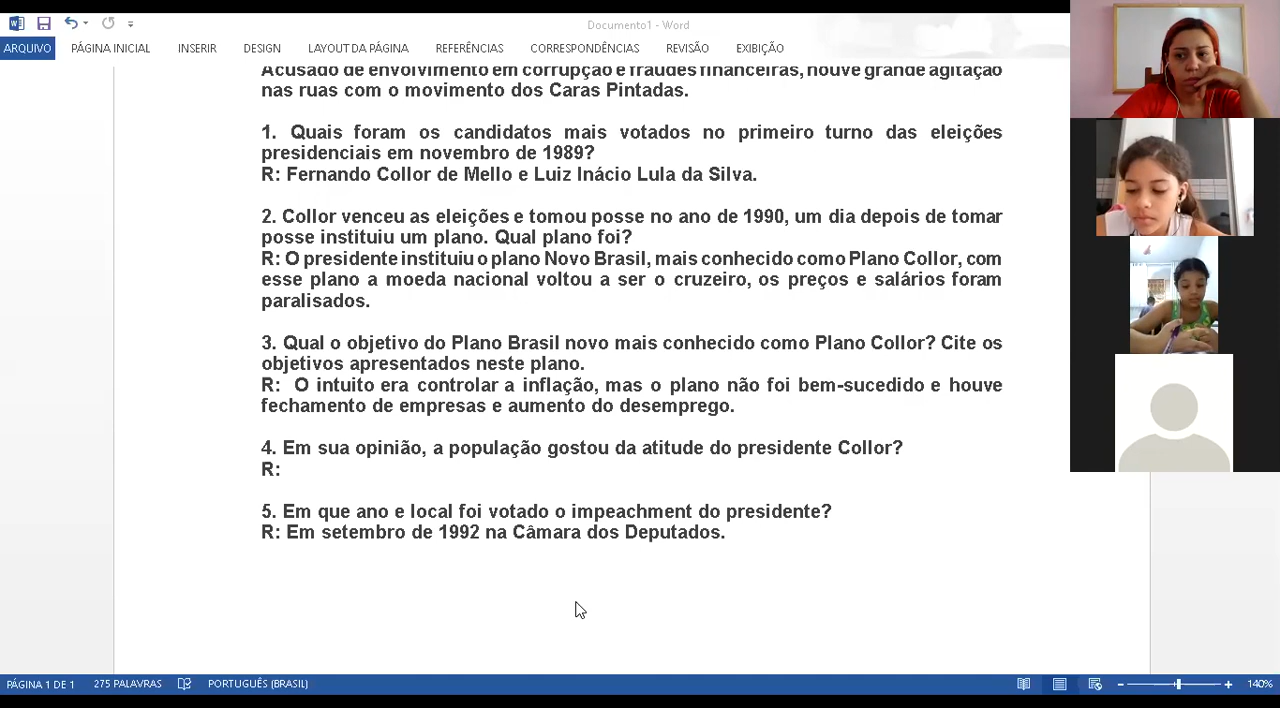 Documento1 - Word
ARQUIVO PÁGINA INICIAL INSERIR DESIGN LAYOUT DA PÁGINA REFERÊNCIAS CORRESPONDÊNCIAS REVISÃO EXIBIÇÃO
Acusado de envolvimento em corrupção e fraudes financeiras, houve grande agitação
nas ruas com o movimento dos Caras Pintadas.
1. Quais foram os candidatos mais votados no primeiro turno das eleições
presidenciais em novembro de 1989?
R: Fernando Collor de Mello e Luiz Inácio Lula da Silva.
2. Collor venceu as eleições e tomou posse no ano de 1990, um dia depois de tomar
posse instituiu um plano. Qual plano foi?
R: O presidente instituiu o plano Novo Brasil, mais conhecido como Plano Collor, com
esse plano a moeda nacional voltou a ser o cruzeiro, os preços e salários foram
paralisados.
3. Qual o objetivo do Plano Brasil novo mais conhecido como Plano Collor? Cite os
objetivos apresentados neste plano.
R: O intuito era controlar a inflação, mas o plano não foi bem-sucedido e houve
fechamento de empresas e aumento do desemprego.
4. Em sua opinião, a população gostou da atitude do presidente Collor?
R:
5. Em que ano e local foi votado o impeachment do presidente?
R: Em setembro de 1992 na Câmara dos Deputados.
PÁGINA 1 DE 1 275 PALAVRAS PORTUGUÊS (BRASIL) 140%